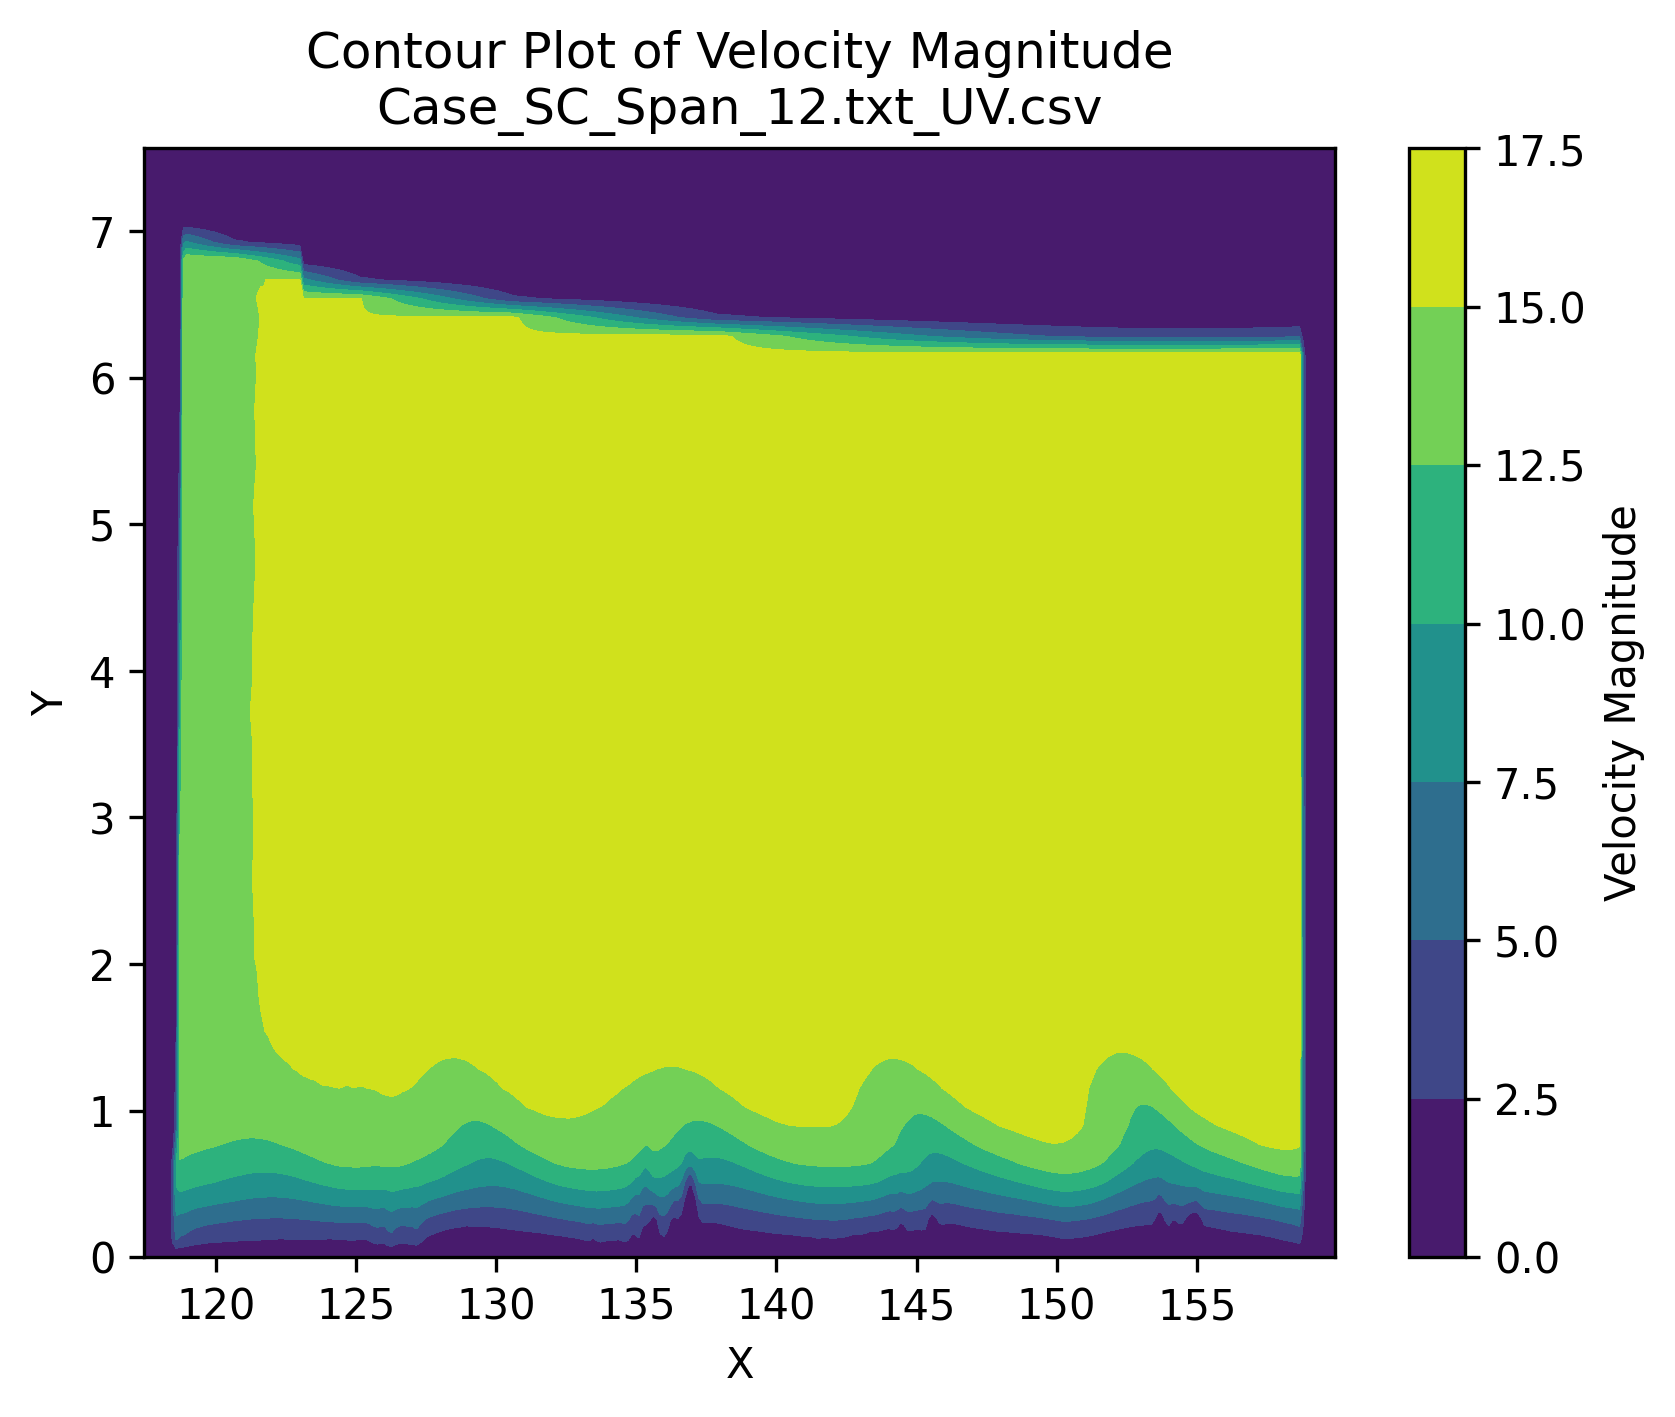 Contour Plot of Velocity Magnitude
Case_SC_Span_12.txt_UV.csv
7
6
5
4
3
2
1
0
Y
120 125 130 135 140 145 150 155
X
17.5
15.0
12.5
10.0
7.5
5.0
2.5
0.0
Velocity Magnitude